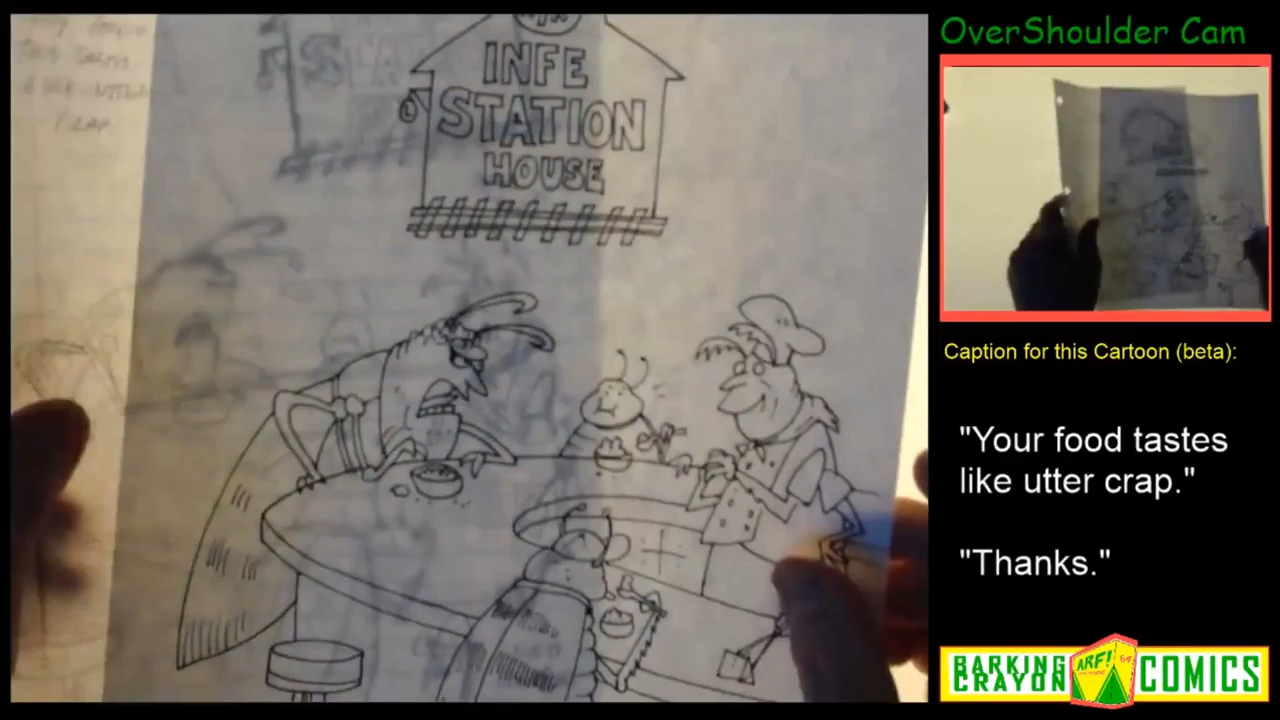 OverShoulder Cam
INFE
STATION
HOUSE
Caption for this Cartoon (beta):
"Your food tastes
like utter crap."
"Thanks."
BARKING
CRAYON
ARF!
COMICS